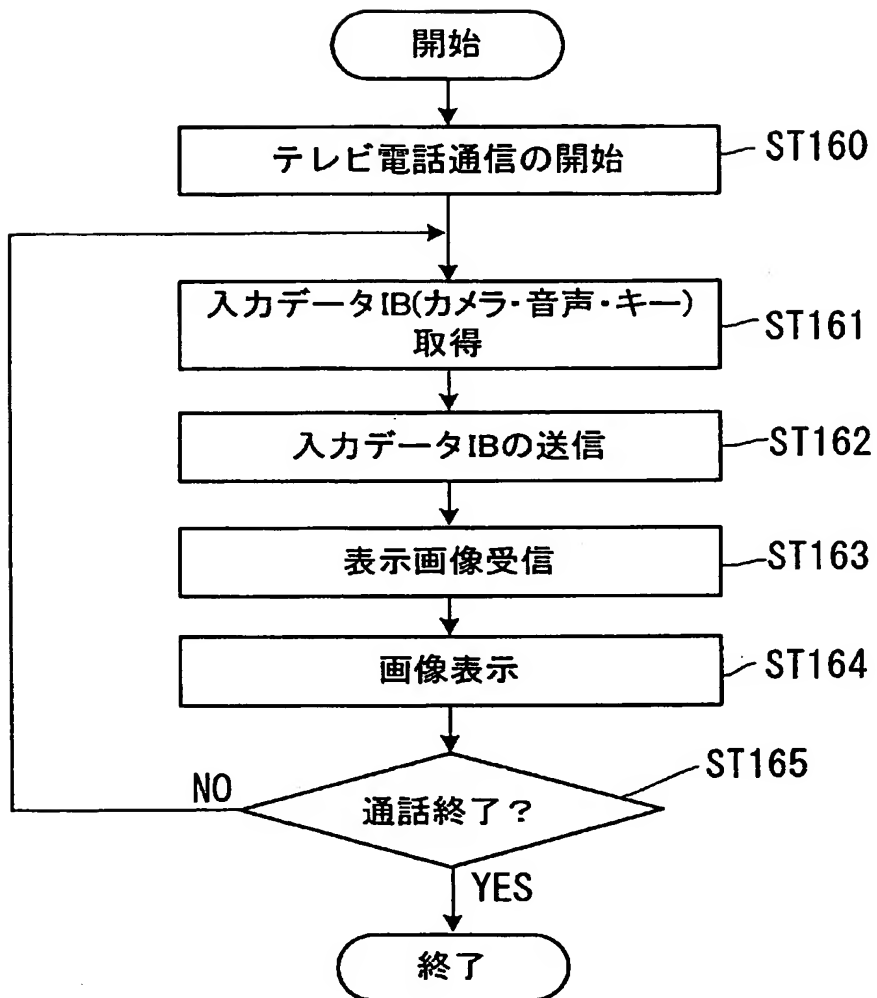 開始
テレビ電話通信の開始
ST160
入力データIB(カメラ・音声・キー)
取得
ST161
入力データIBの送信
ST162
表示画像受信
ST163
画像表示
ST164
ST165
NO
通話終了?
YES
終了